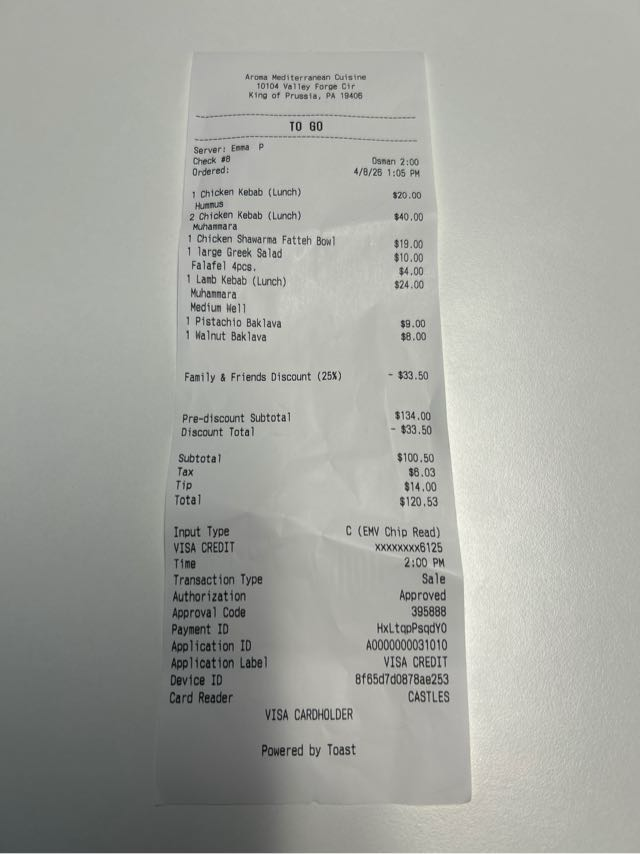 Aroma Mediterranean Cuisine
10104 Valley Forge Cir
King of Prussia, PA 19406
TO GO
Server: Emma P
Check #8 Osman 2:00
Ordered: 4/8/26 1:05 PM
1 Chicken Kebab (Lunch) $20.00
Hummus
2 Chicken Kebab (Lunch) $40.00
Muhammara
1 Chicken Shawarma Fatteh Bowl $19.00
1 large Greek Salad $10.00
Falafel 4pcs. $4.00
1 Lamb Kebab (Lunch) $24.00
Muhammara
Medium Well
1 Pistachio Baklava $9.00
1 Walnut Baklava $8.00
Family & Friends Discount (25%) - $33.50
Pre-discount Subtotal $134.00
Discount Total - $33.50
Subtotal $100.50
Tax $6.03
Tip $14.00
Total $120.53
Input Type C (EMV Chip Read)
VISA CREDIT xxxxxxxx6125
Time 2:00 PM
Transaction Type Sale
Authorization Approved
Approval Code 395888
Payment ID HxLtqpPsqdYO
Application ID A0000000031010
Application Label VISA CREDIT
Device ID 8f65d7d0878ae253
Card Reader CASTLES
VISA CARDHOLDER
Powered by Toast